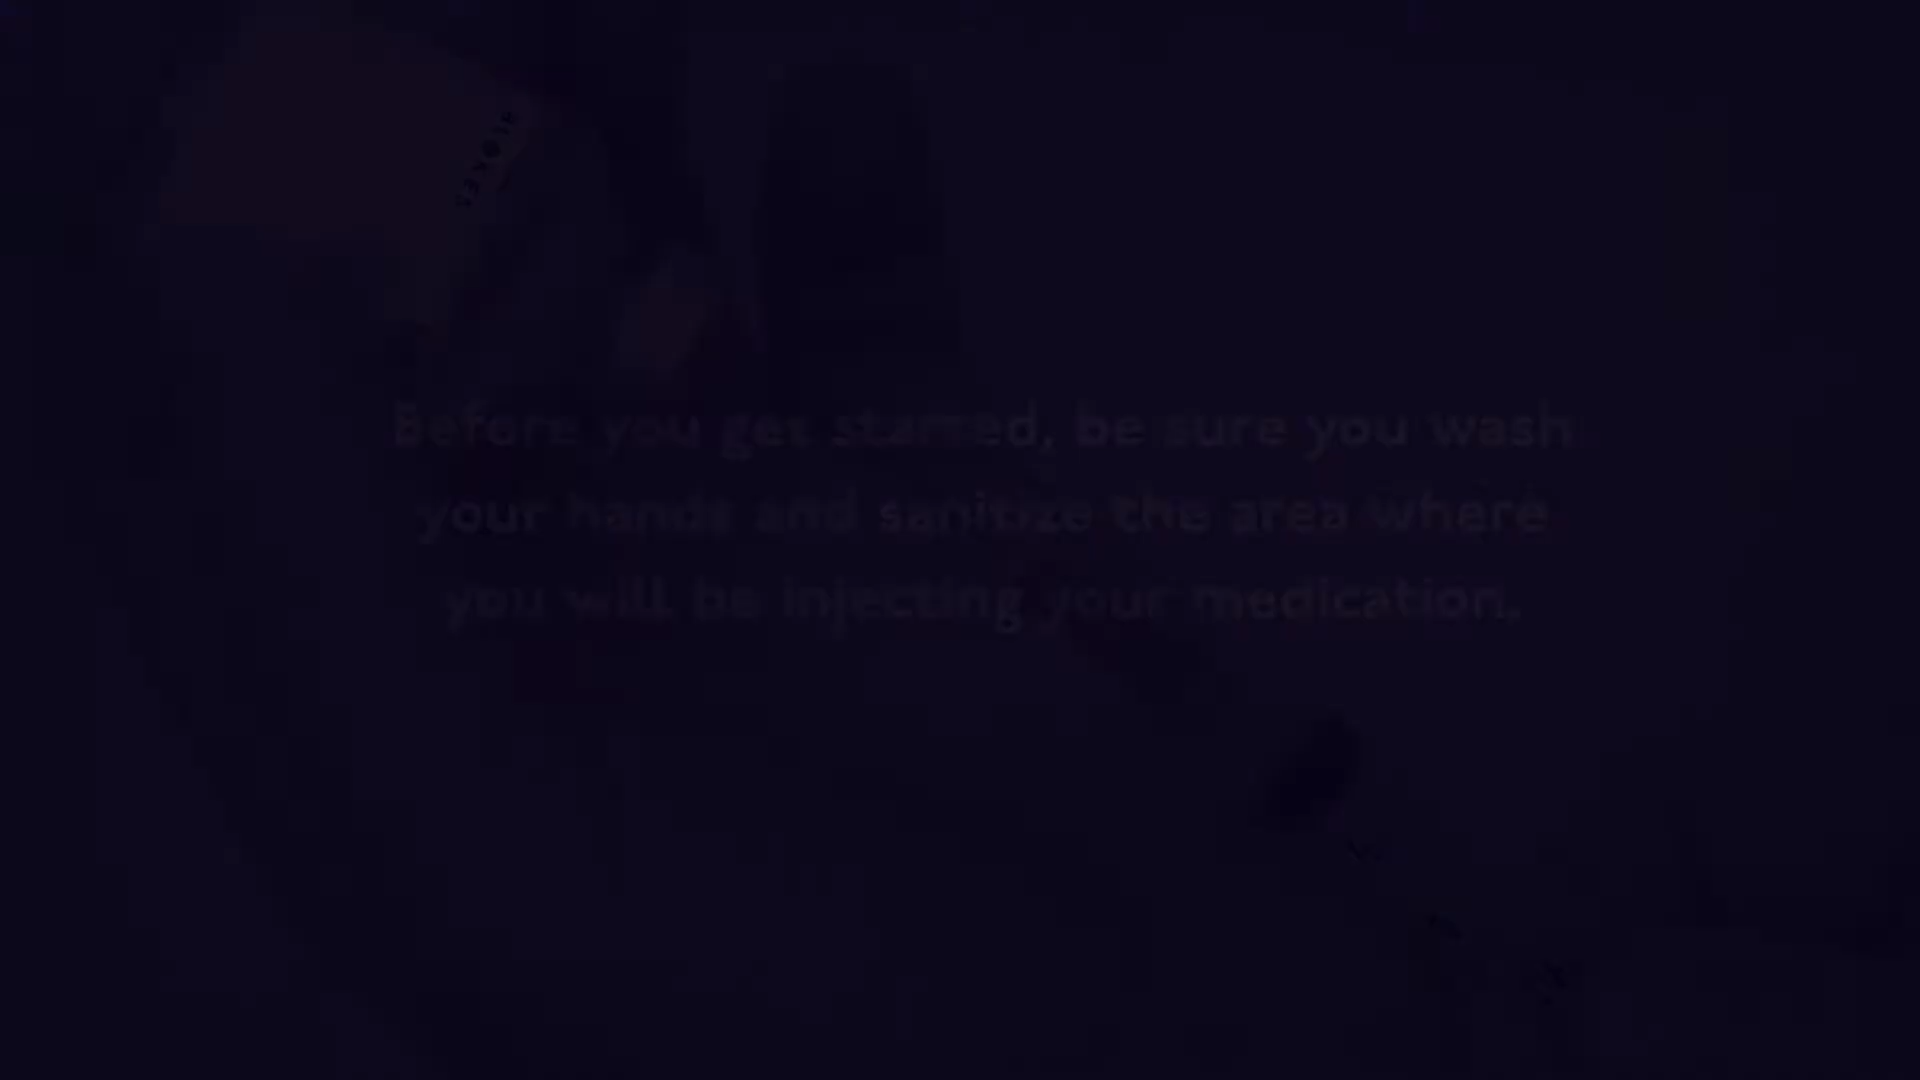 Before you get started, be sure you wash
your hands and sanitize the area where
you will be injecting your medication.